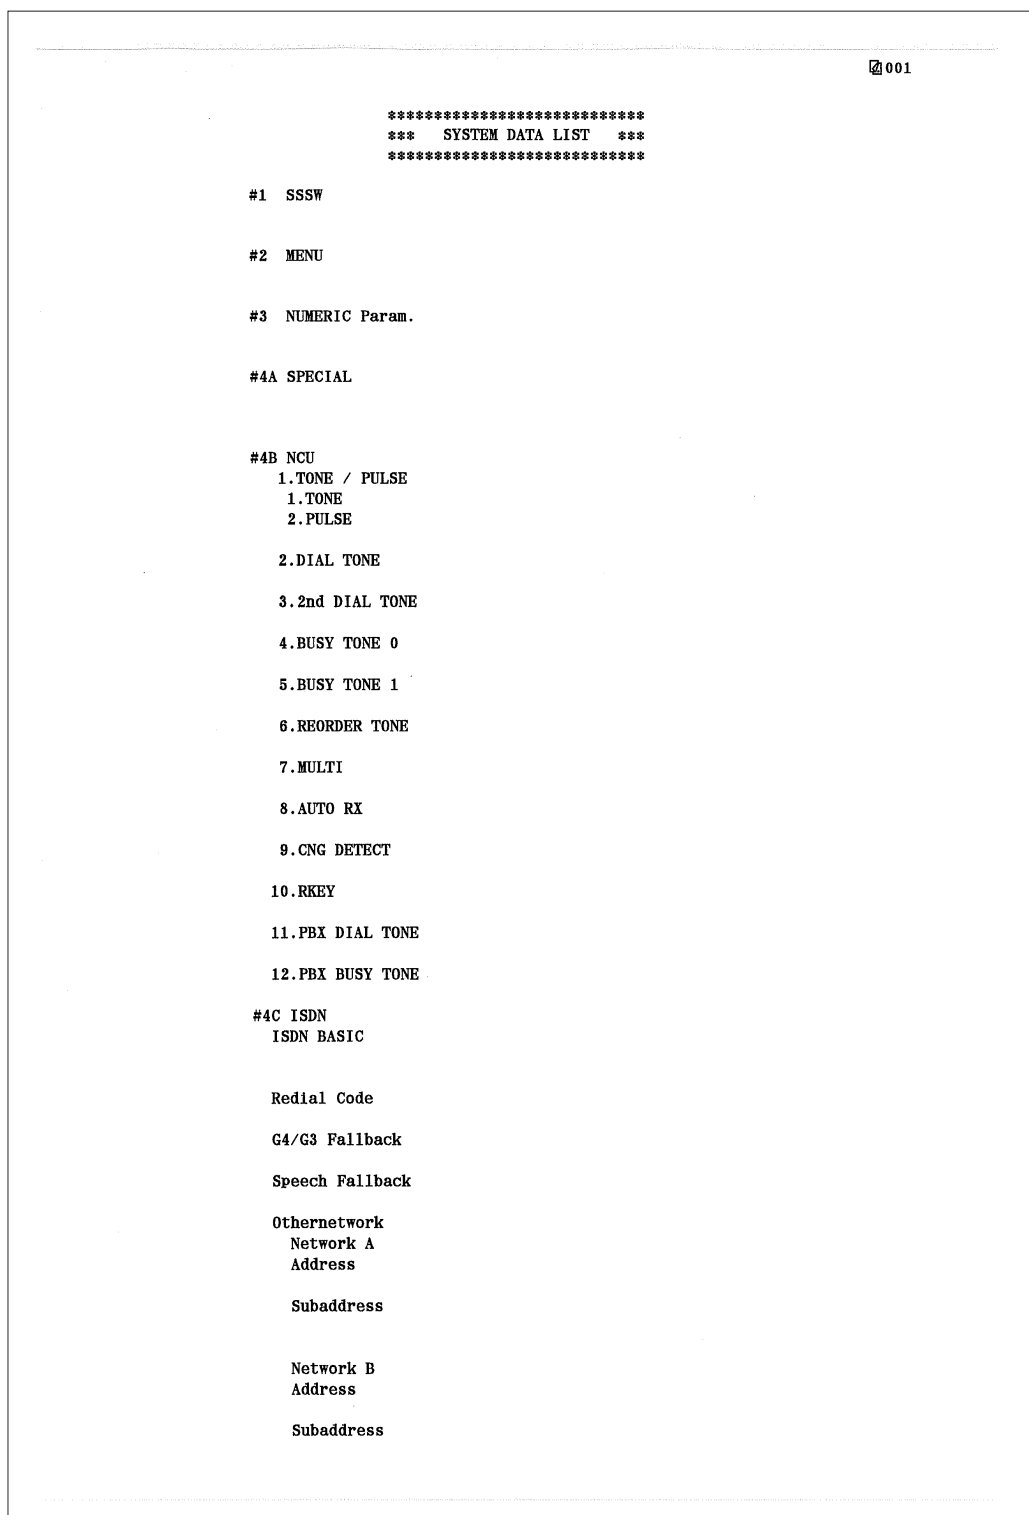 001
****************************
*** SYSTEM DATA LIST ***
****************************
#1 SSSW
#2 MENU
#3 NUMERIC Param.
#4A SPECIAL
#4B NCU
1.TONE / PULSE
1.TONE
2.PULSE
2.DIAL TONE
3.2nd DIAL TONE
4.BUSY TONE 0
5.BUSY TONE 1
6.REORDER TONE
7.MULTI
8.AUTO RX
9.CNG DETECT
10.RKEY
11.PBX DIAL TONE
12.PBX BUSY TONE
#4C ISDN
ISDN BASIC
Redial Code
G4/G3 Fallback
Speech Fallback
Othernetwork
Network A
Address
Subaddress
Network B
Address
Subaddress